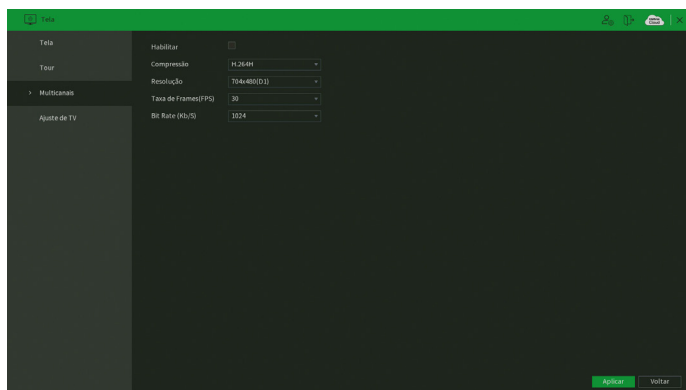 Tela
Tela
Tour
> Multicanais
Ajuste de TV
Habilitar
Compressão H.264H
Resolução 704x480(D1)
Taxa de Frames(FPS) 30
Bit Rate (Kb/S) 1024
Aplicar Voltar